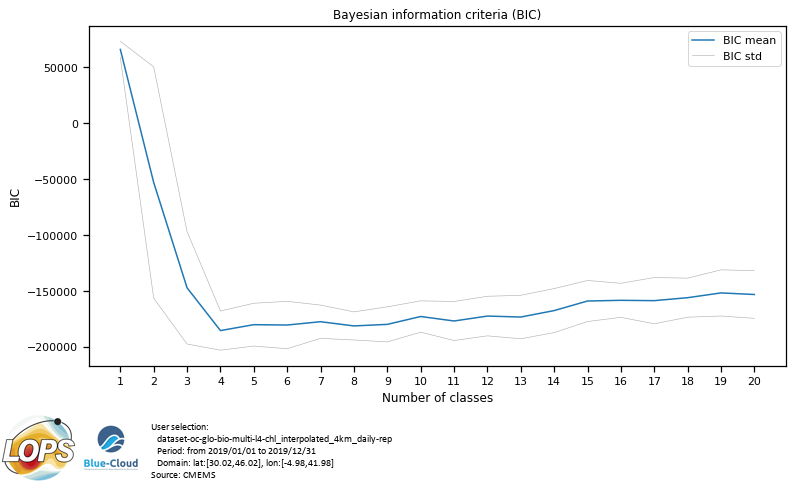 Bayesian information criteria (BIC)
BIC mean
BIC std
BIC
50000
0
−50000
−100000
−150000
−200000
1 2 3 4 5 6 7 8 9 10 11 12 13 14 15 16 17 18 19 20
Number of classes
LOPS
Blue-Cloud
User selection:
dataset-oc-glo-bio-multi-l4-chl_interpolated_4km_daily-rep
Period: from 2019/01/01 to 2019/12/31
Domain: lat:[30.02,46.02], lon:[-4.98,41.98]
Source: CMEMS